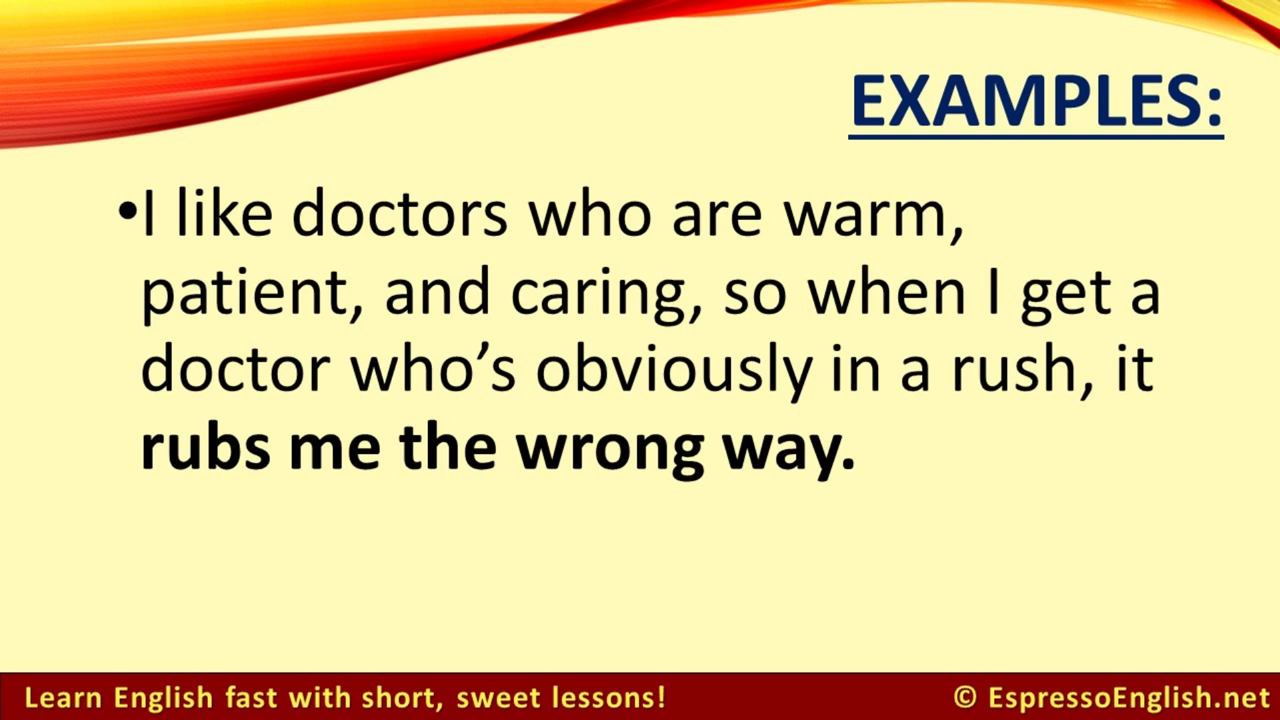 EXAMPLES:
•I like doctors who are warm,
patient, and caring, so when I get a
doctor who’s obviously in a rush, it
rubs me the wrong way.
Learn English fast with short, sweet lessons!
© EspressoEnglish.net